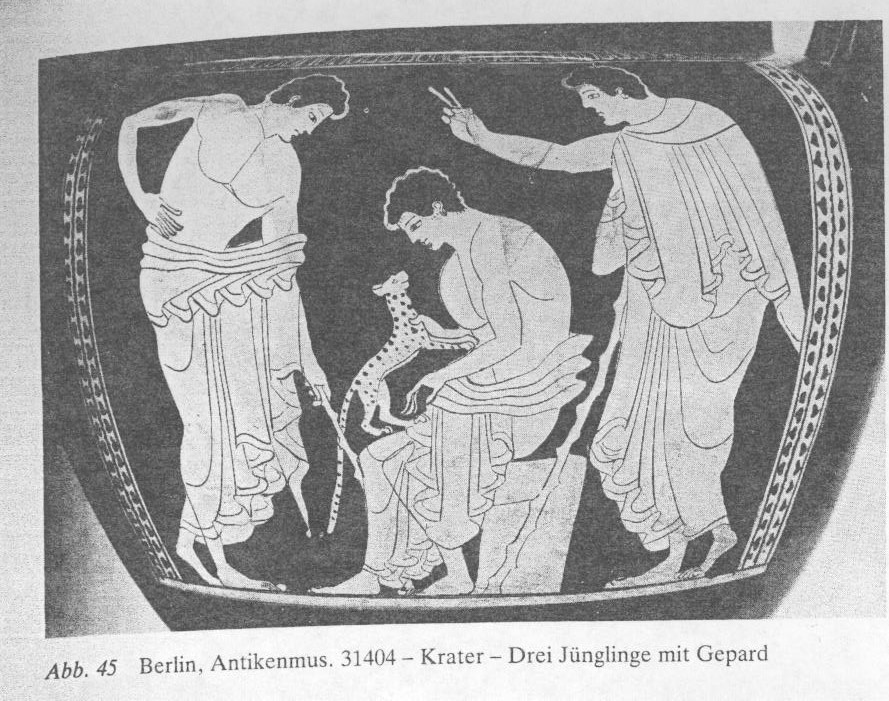 Abb. 45 Berlin, Antikenmus. 31404 – Krater – Drei Jünglinge mit Gepard